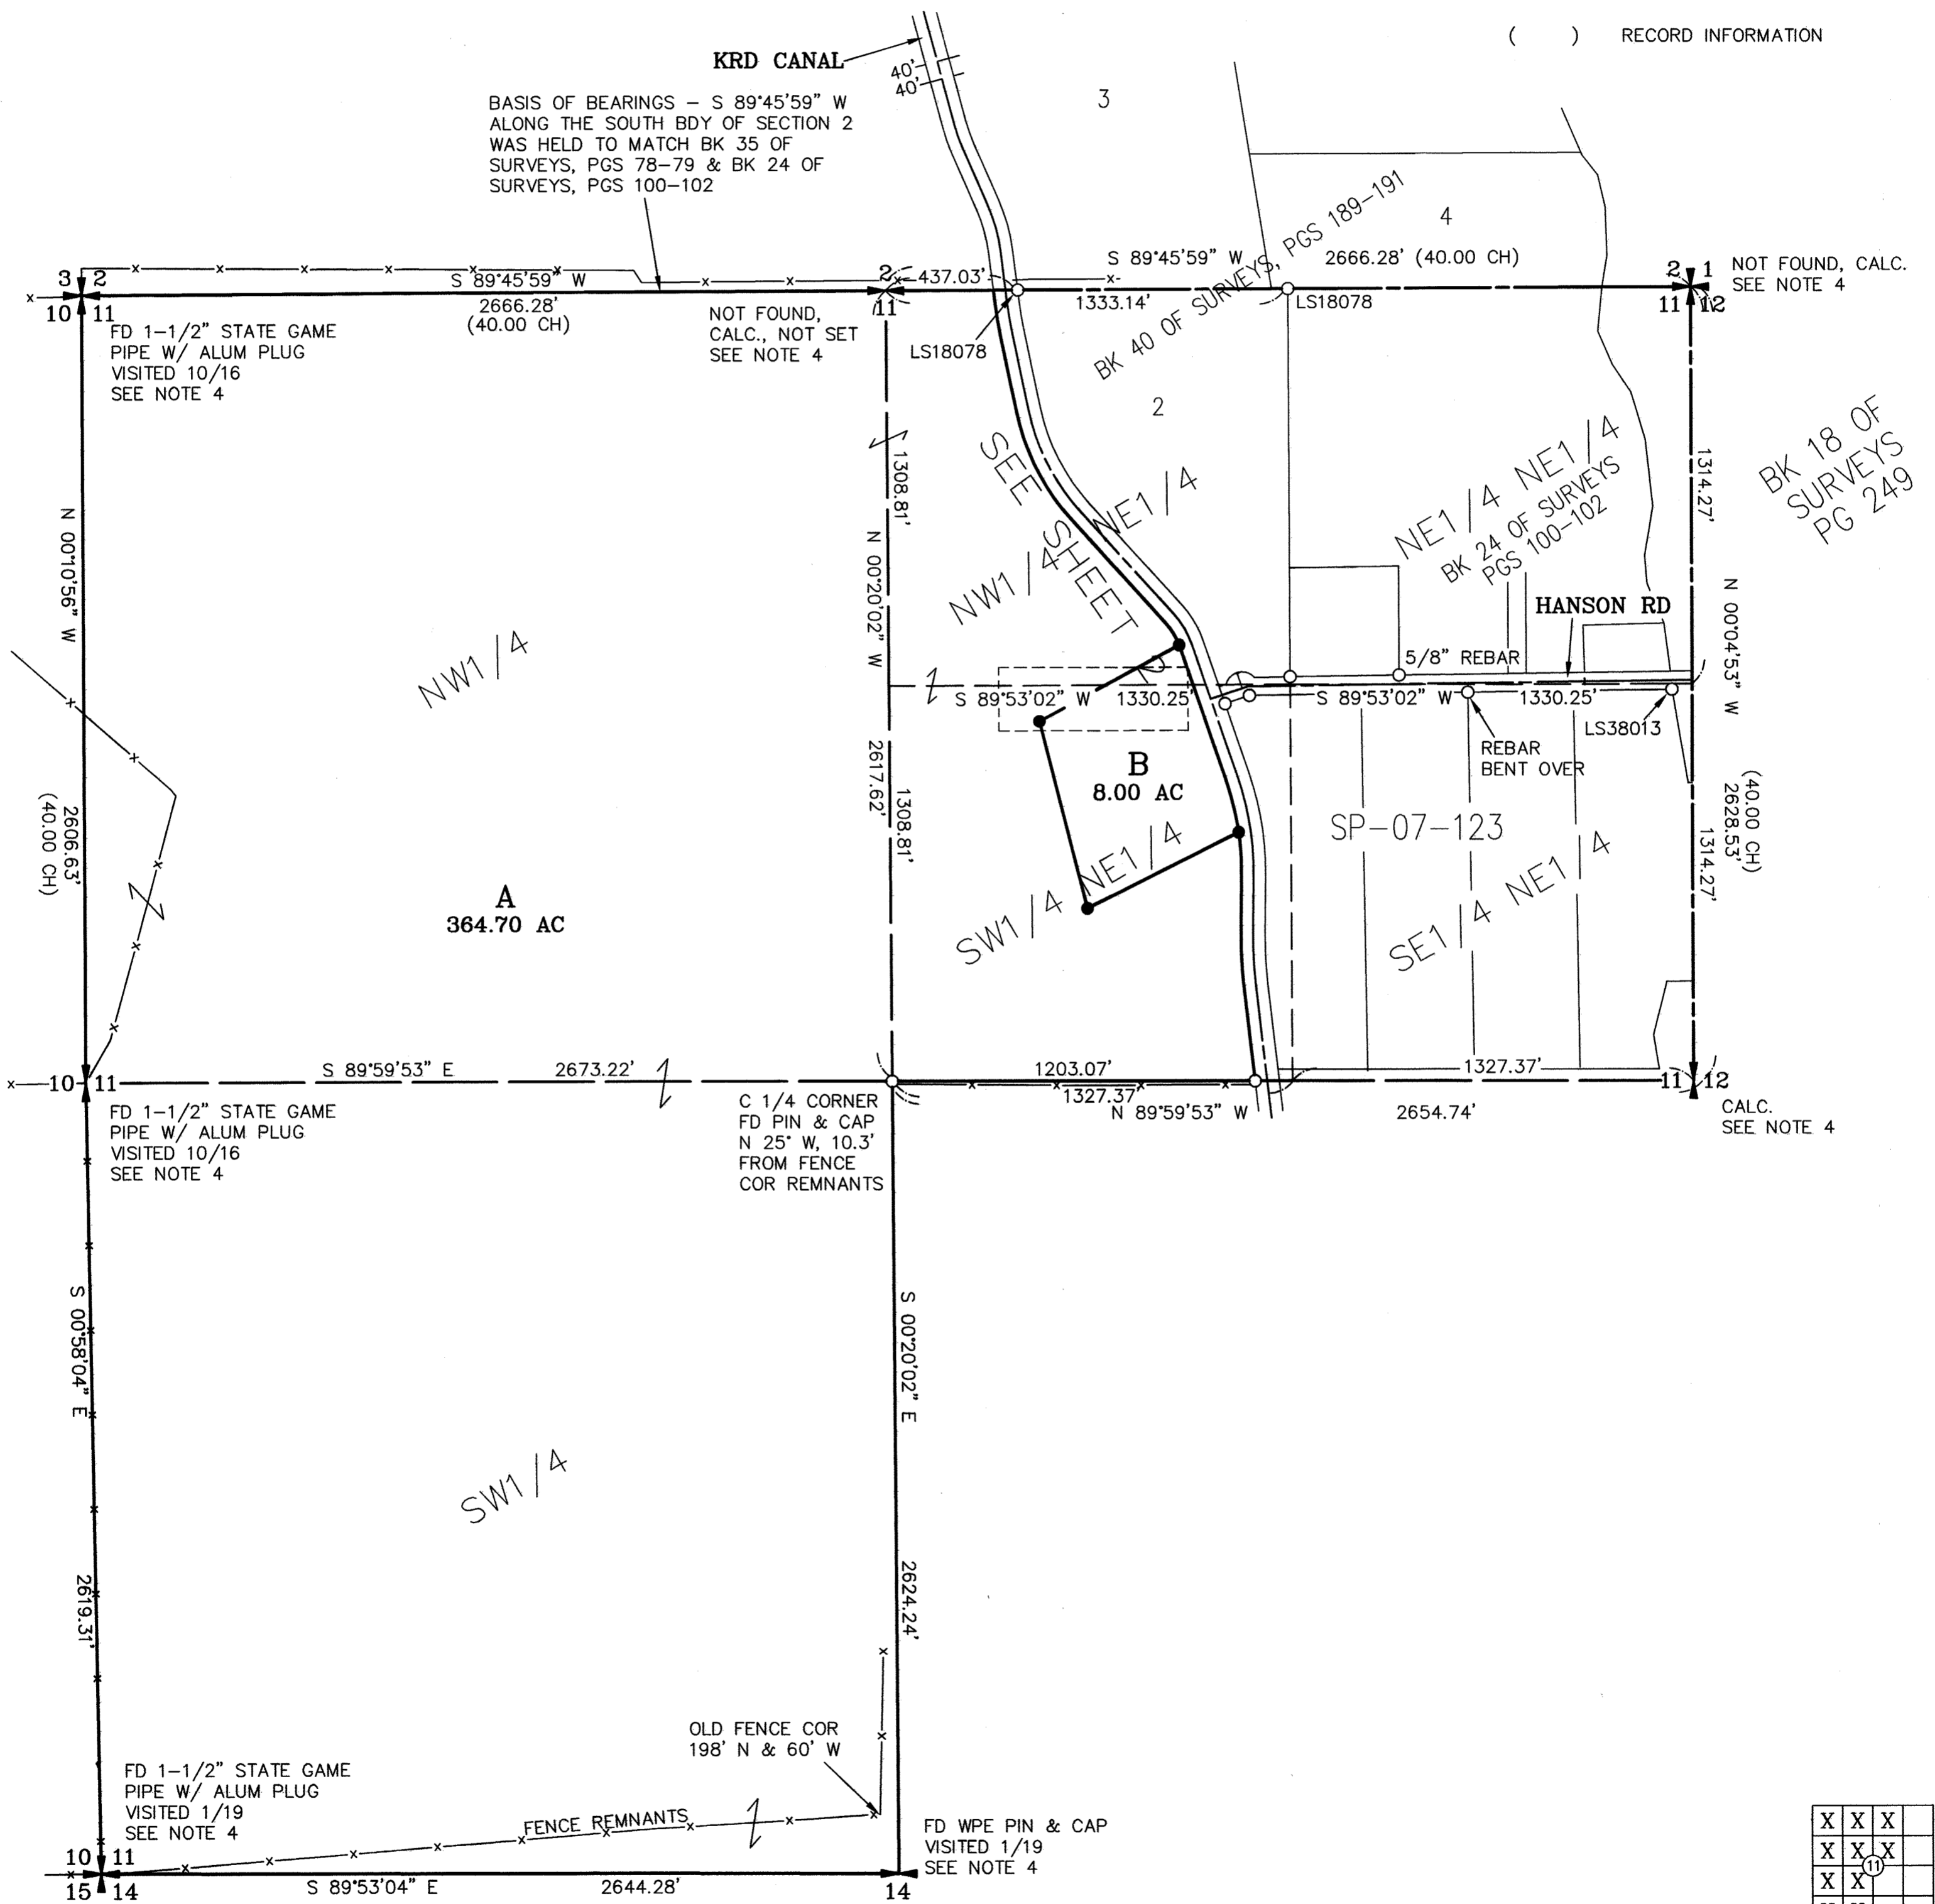 ( ) RECORD INFORMATION
KRD CANAL
40'
40'
BASIS OF BEARINGS – S 89°45'59" W
ALONG THE SOUTH BDY OF SECTION 2
WAS HELD TO MATCH BK 35 OF
SURVEYS, PGS 78–79 & BK 24 OF
SURVEYS, PGS 100–102
3
4
BK 40 OF SURVEYS, PGS 189–191
S 89°45'59" W 2666.28' (40.00 CH)
3 2
10 11
S 89°45'59" W
2666.28'
(40.00 CH)
2
11
437.03'
1333.14'
LS18078
LS18078
2 1
11 12
NOT FOUND, CALC.
SEE NOTE 4
FD 1–1/2" STATE GAME
PIPE W/ ALUM PLUG
VISITED 10/16
SEE NOTE 4
NOT FOUND,
CALC., NOT SET
SEE NOTE 4
2
1308.81'
N 00°20'02" W
2617.62'
1308.81'
SEE SHEET
NW1/4 NE1/4
NE1/4 NE1/4
BK 24 OF SURVEYS
PGS 100–102
BK 18 OF
SURVEYS
PG 249
1314.27'
N 00°04'53" W
(40.00 CH)
2628.53'
1314.27'
HANSON RD
5/8" REBAR
S 89°53'02" W 1330.25'
S 89°53'02" W 1330.25'
LS38013
REBAR
BENT OVER
N 00°10'56" W
2606.63'
(40.00 CH)
NW1/4
A
364.70 AC
B
8.00 AC
SW1/4 NE1/4
SP–07–123
SE1/4 NE1/4
10 11
S 89°59'53" E 2673.22'
1203.07'
1327.37'
N 89°59'53" W 2654.74'
1327.37'
11 12
CALC.
SEE NOTE 4
FD 1–1/2" STATE GAME
PIPE W/ ALUM PLUG
VISITED 10/16
SEE NOTE 4
C 1/4 CORNER
FD PIN & CAP
N 25° W, 10.3'
FROM FENCE
COR REMNANTS
S 00°58'04" E
2619.31'
S 00°20'02" E
2624.24'
SW1/4
OLD FENCE COR
198' N & 60' W
FENCE REMNANTS
FD 1–1/2" STATE GAME
PIPE W/ ALUM PLUG
VISITED 1/19
SEE NOTE 4
FD WPE PIN & CAP
VISITED 1/19
SEE NOTE 4
10 11
15 14
S 89°53'04" E 2644.28'
14
X X X
X X X
11
X X